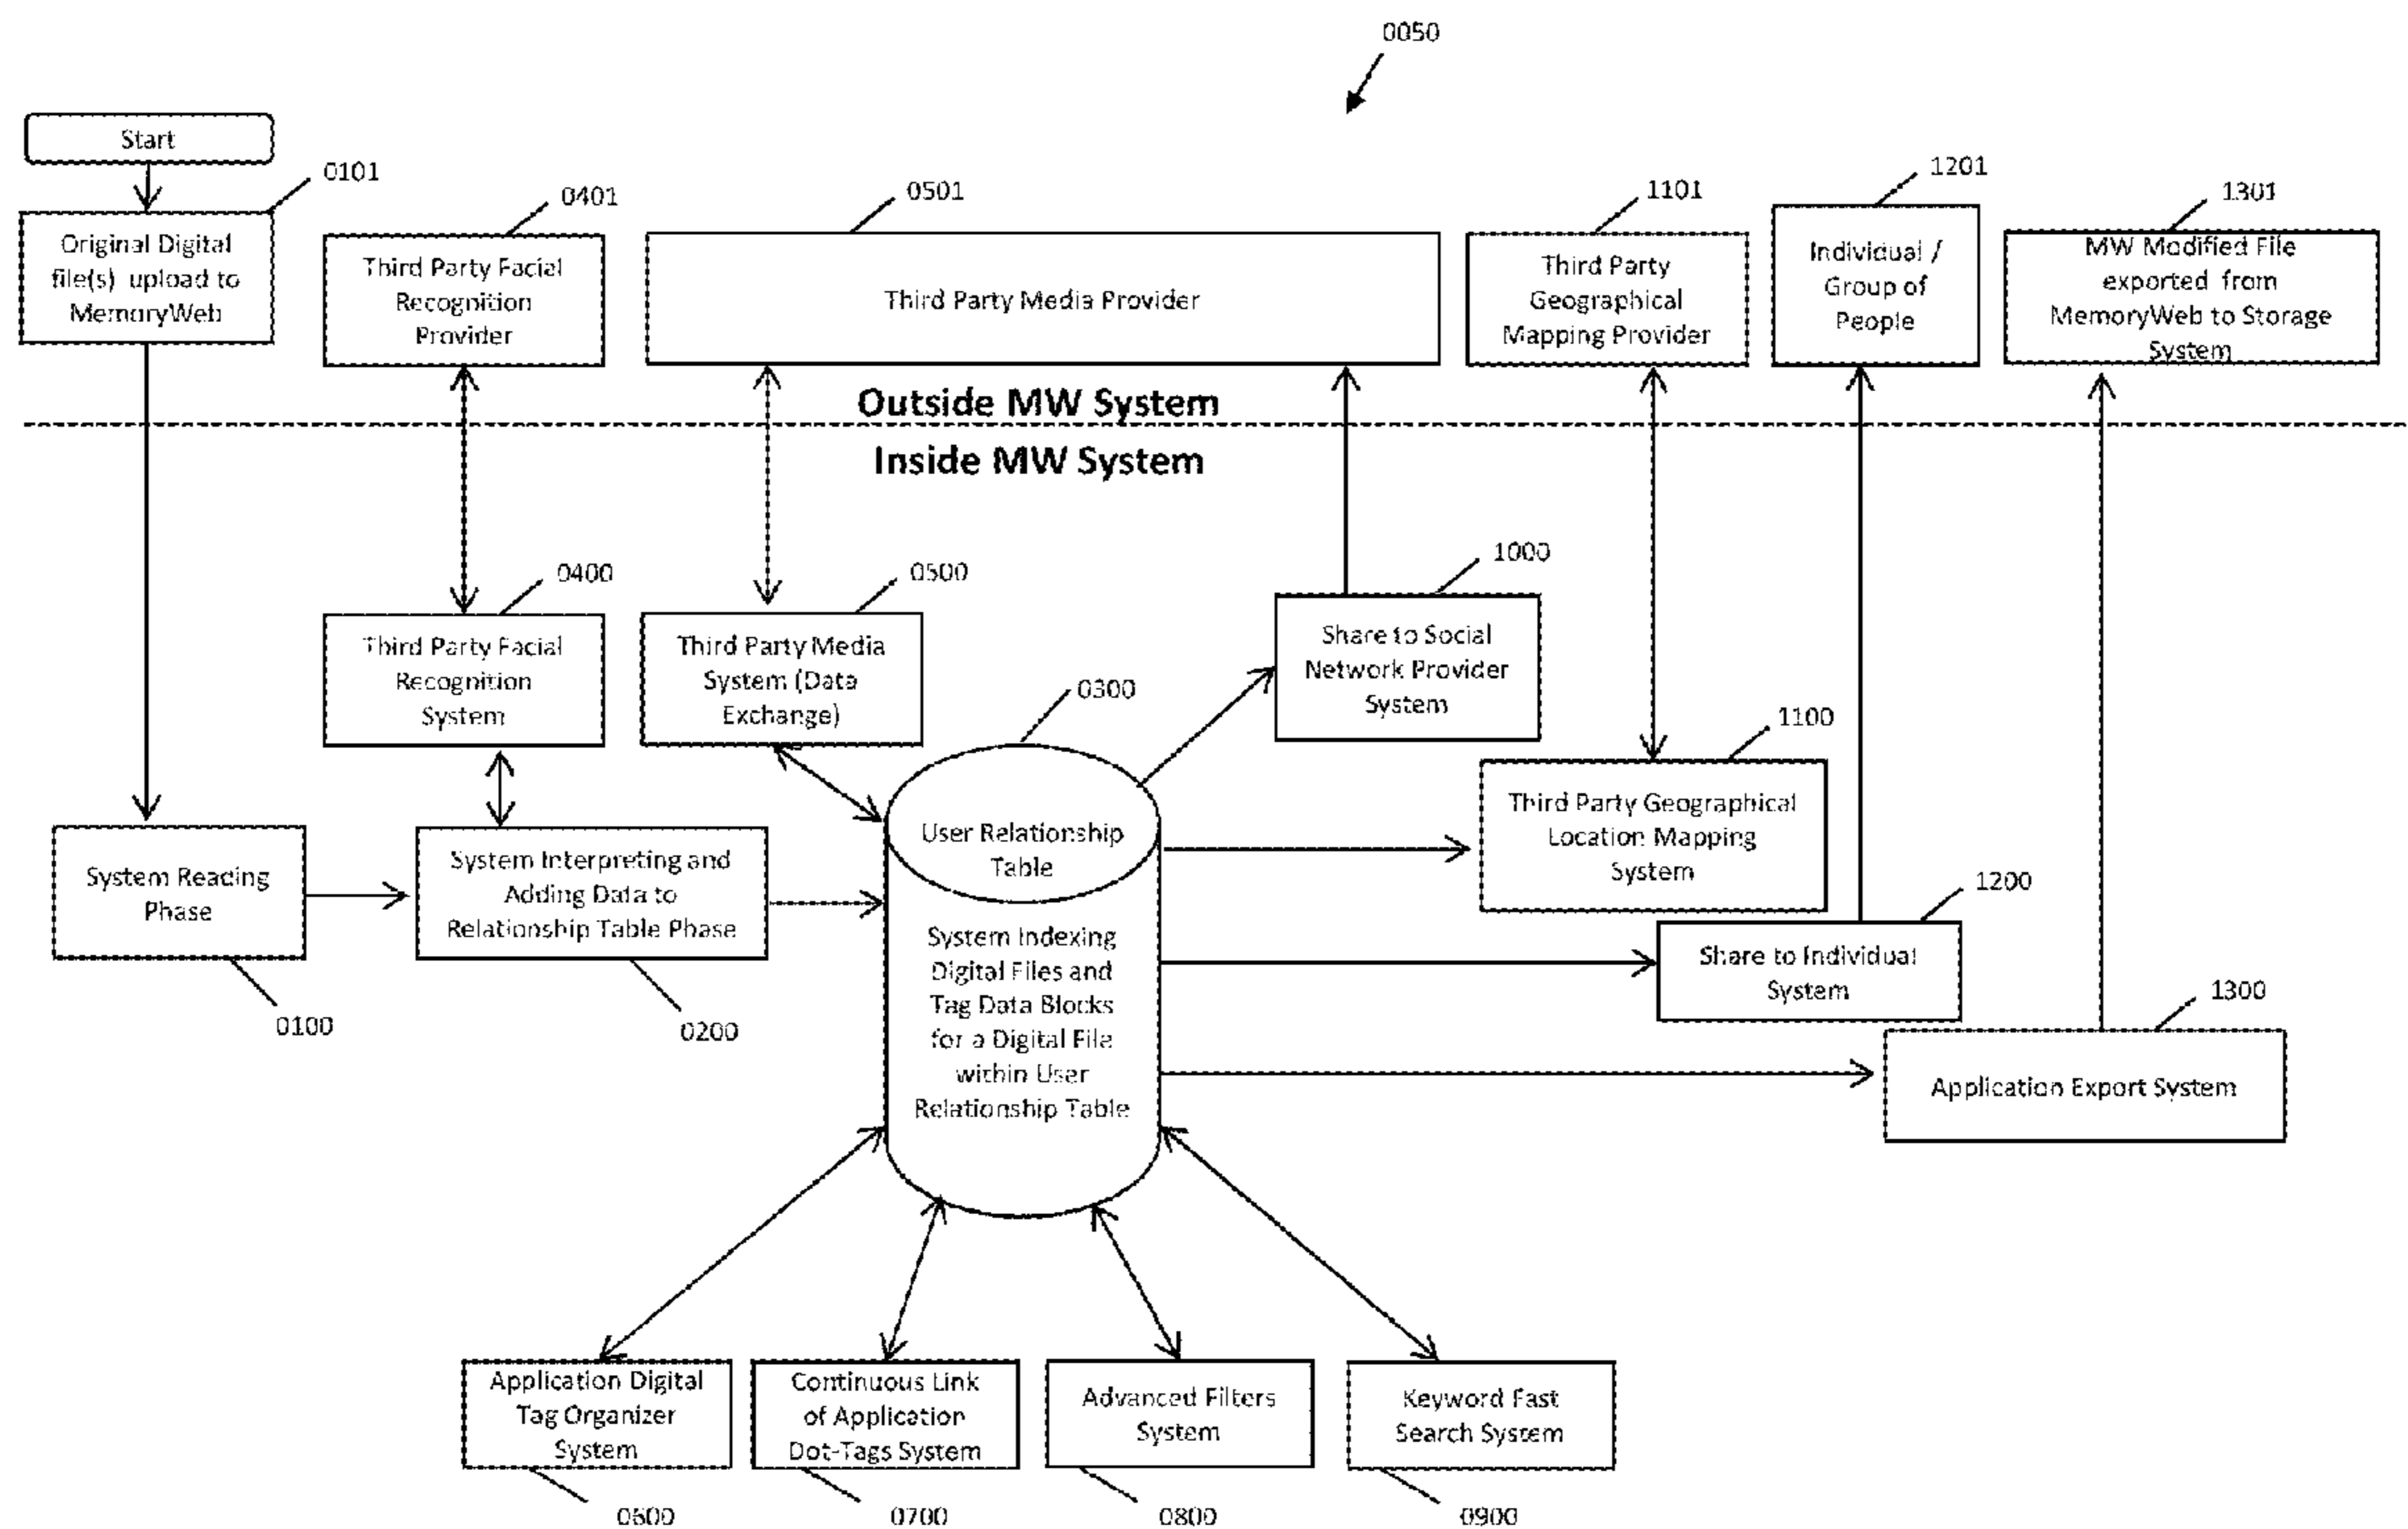 0050
Start
0101
0401
0501
1101
1201
1301
Original Digital
file(s) upload to
MemoryWeb
Third Party Facial
Recognition
Provider
Third Party Media Provider
Third Party
Geographical
Mapping Provider
Individual /
Group of
People
MW Modified File
exported from
MemoryWeb to Storage
System
Outside MW System
Inside MW System
0400
0500
1000
Third Party Facial
Recognition
System
Third Party Media
System (Data
Exchange)
Share to Social
Network Provider
System
0300
1100
User Relationship
Table
Third Party Geographical
Location Mapping
System
System Reading
Phase
System Interpreting and
Adding Data to
Relationship Table Phase
1200
System Indexing
Digital Files and
Tag Data Blocks
for a Digital File
within User
Relationship Table
Share to Individual
System
0100
0200
1300
Application Export System
Application Digital
Tag Organizer
System
Continuous Link
of Application
Dot-Tags System
Advanced Filters
System
Keyword Fast
Search System
0600
0700
0800
0900